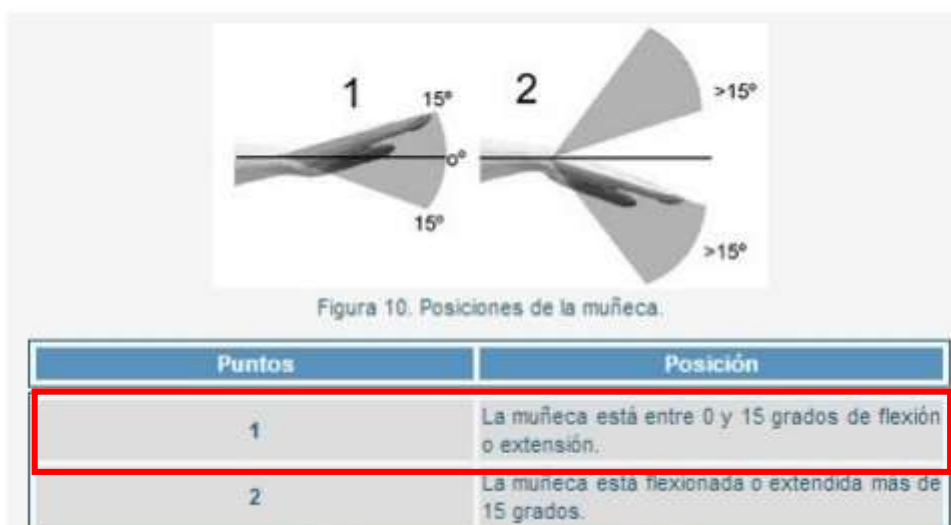 1
15º
0º
15º
2
>15º
>15º
Figura 10. Posiciones de la muñeca.
Puntos Posición
1 La muñeca está entre 0 y 15 grados de flexión
o extensión.
2 La muñeca está flexionada o extendida más de
15 grados.